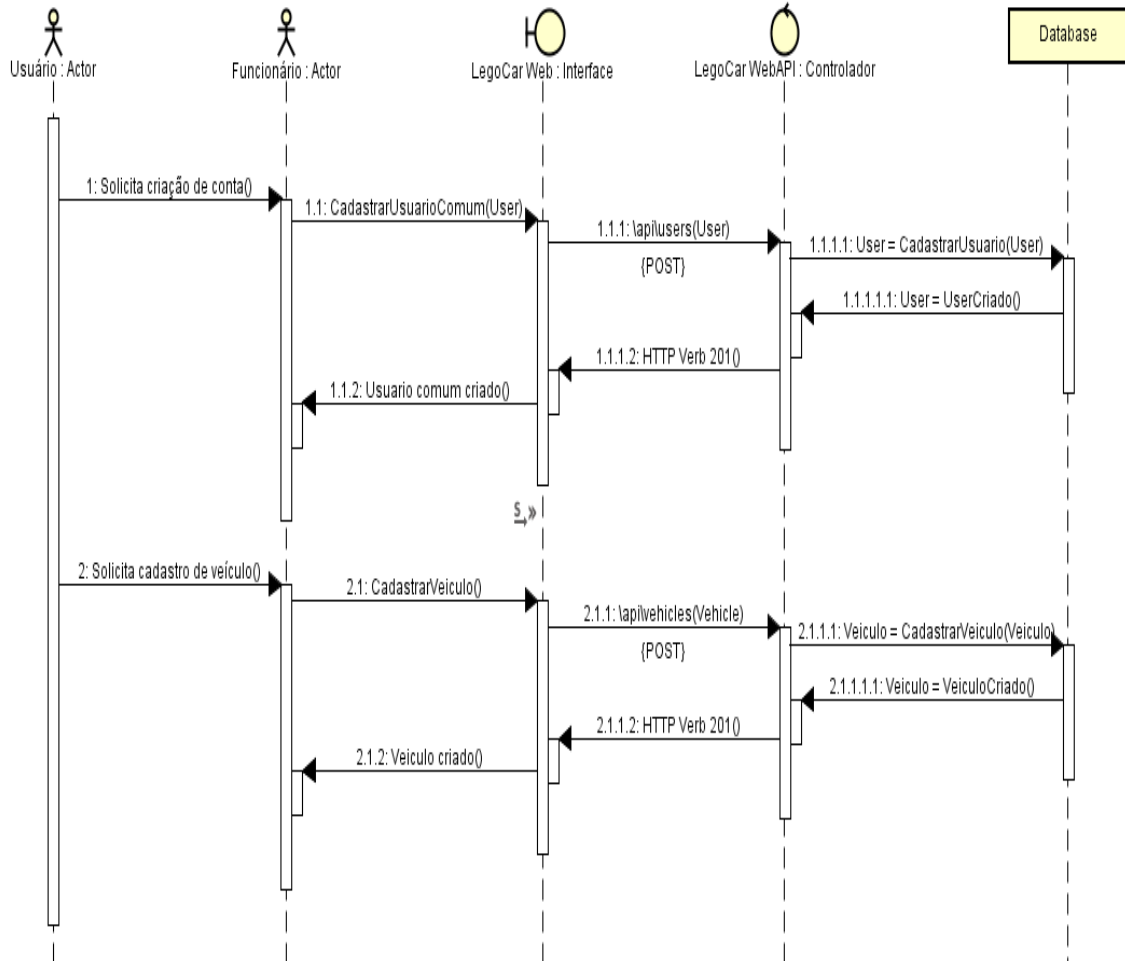 Usuário : Actor
Funcionário : Actor
LegoCar Web : Interface
LegoCar WebAPI : Controlador
Database
1: Solicita criação de conta()
1.1: CadastrarUsuarioComum(User)
1.1.1: \api\users(User)
{POST}
1.1.1.1: User = CadastrarUsuario(User)
1.1.1.1.1: User = UserCriado()
1.1.1.2: HTTP Verb 201()
1.1.2: Usuario comum criado()
S
2: Solicita cadastro de veículo()
2.1: CadastrarVeiculo()
2.1.1: \api\vehicles(Vehicle)
{POST}
2.1.1.1: Veiculo = CadastrarVeiculo(Veiculo)
2.1.1.1.1: Veiculo = VeiculoCriado()
2.1.1.2: HTTP Verb 201()
2.1.2: Veiculo criado()